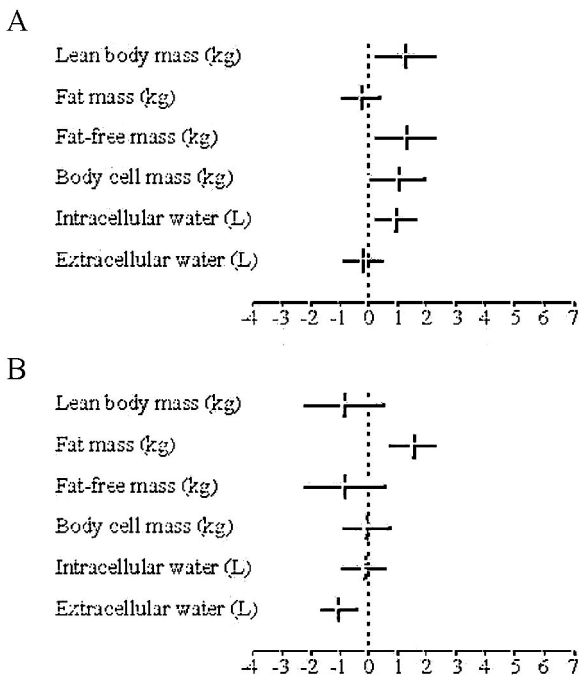 A
Lean body mass (kg)
Fat mass (kg)
Fat-free mass (kg)
Body cell mass (kg)
Intracellular water (L)
Extracellular water (L)
-4 -3 -2 -1 0 1 2 3 4 5 6 7
B
Lean body mass (kg)
Fat mass (kg)
Fat-free mass (kg)
Body cell mass (kg)
Intracellular water (L)
Extracellular water (L)
-4 -3 -2 -1 0 1 2 3 4 5 6 7